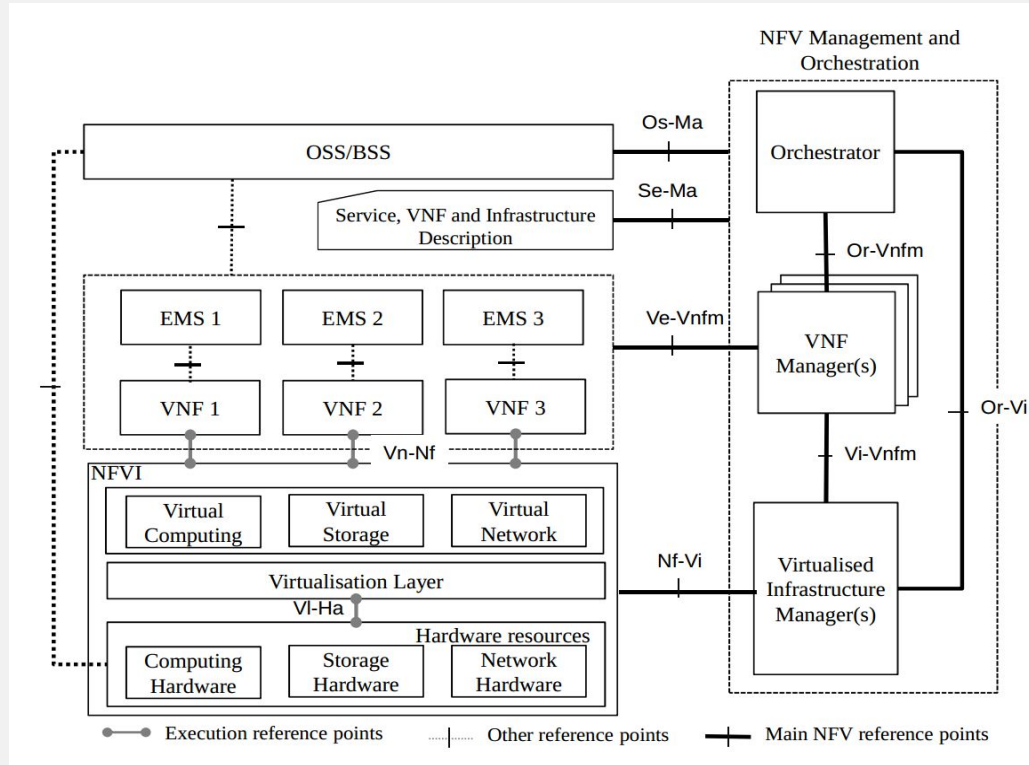 NFV Management and
Orchestration
Os-Ma
OSS/BSS
Orchestrator
Se-Ma
Service, VNF and Infrastructure
Description
Or-Vnfm
EMS 1
EMS 2
EMS 3
Ve-Vnfm
VNF
Manager(s)
VNF 1
VNF 2
VNF 3
Or-Vi
Vn-Nf
Vi-Vnfm
NFVI
Virtual
Computing
Virtual
Storage
Virtual
Network
Nf-Vi
Virtualisation Layer
Virtualised
Infrastructure
Manager(s)
Vl-Ha
Hardware resources
Computing
Hardware
Storage
Hardware
Network
Hardware
Execution reference points
Other reference points
Main NFV reference points